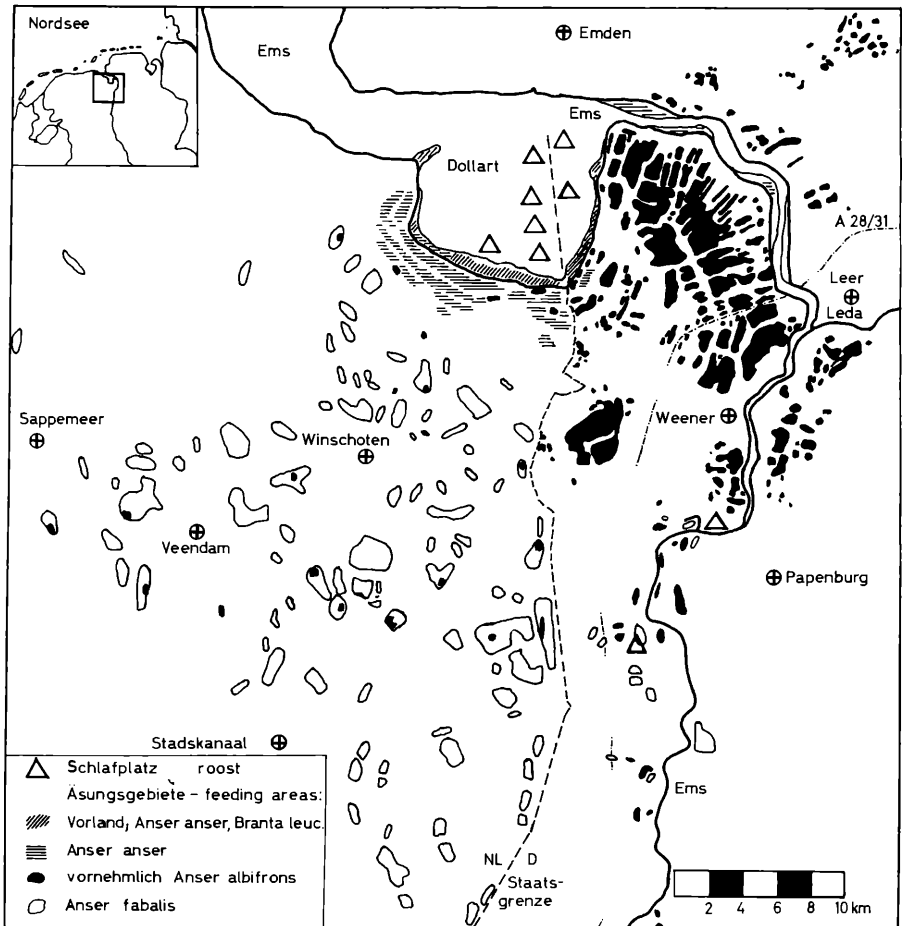 Nordsee
Ems
Emden
Ems
Dollart
A 28/31
Leer
Leda
Sappemeer
Winschoten
Weener
Veendam
Papenburg
Stadskanaal
Ems
NL D
Staats-
grenze
Schlafplatz roost
Äsungsgebiete - feeding areas:
Vorland, Anser anser, Branta leuc.
Anser anser
vornehmlich Anser albifrons
Anser fabalis
2 4 6 8 10 km